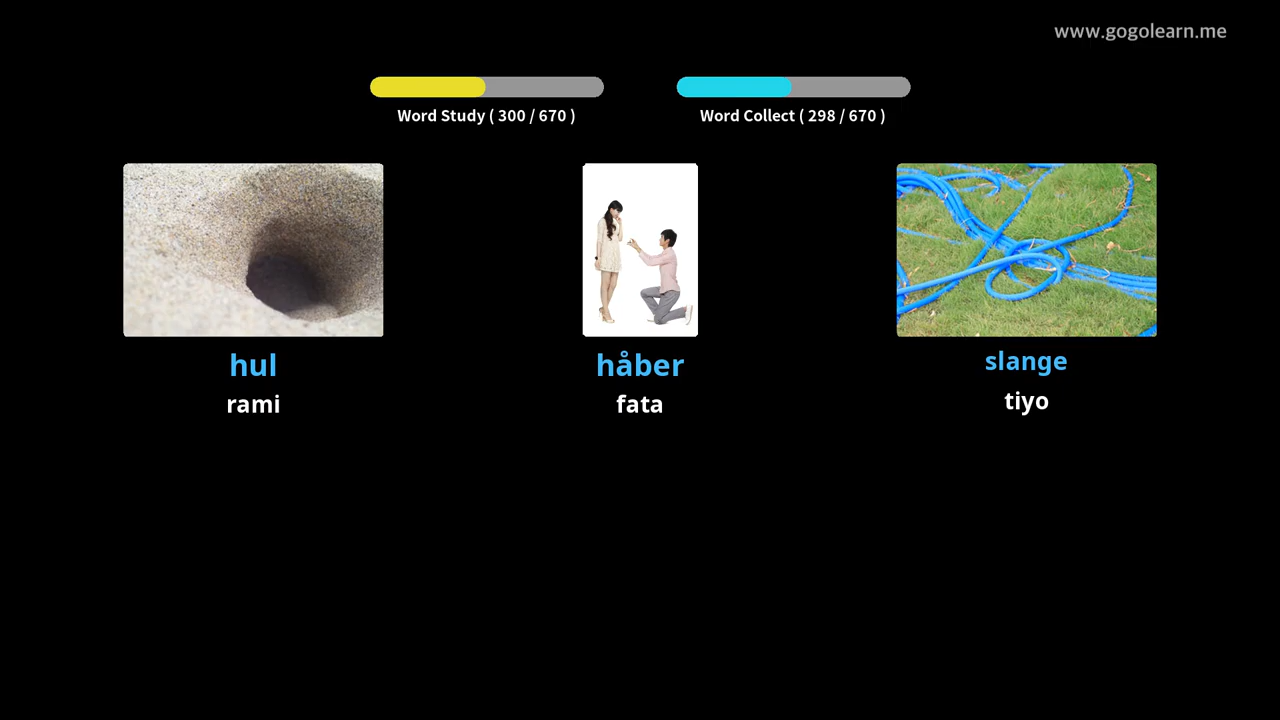 www.gogolearn.me
Word Study ( 300 / 670 )
Word Collect ( 298 / 670 )
hul
rami
håber
fata
slange
tiyo